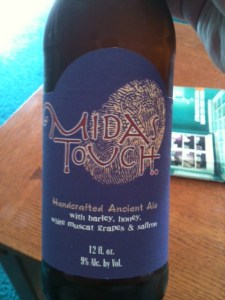 MIDAS
TOUCH
Handcrafted Ancient Ale
with barley, honey,
white muscat grapes & saffron
12 fl. oz.
9% Alc. by Vol.